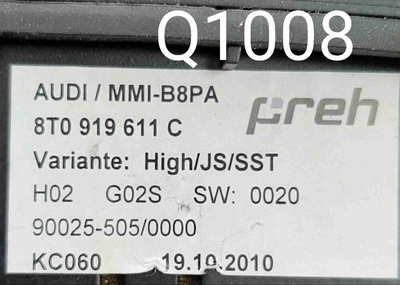 Q1008
AUDI / MMI-B8PA
preh
8T0 919 611 C
Variante: High/JS/SST
H02 G02S SW: 0020
90025-505/0000
KC060 19.10.2010